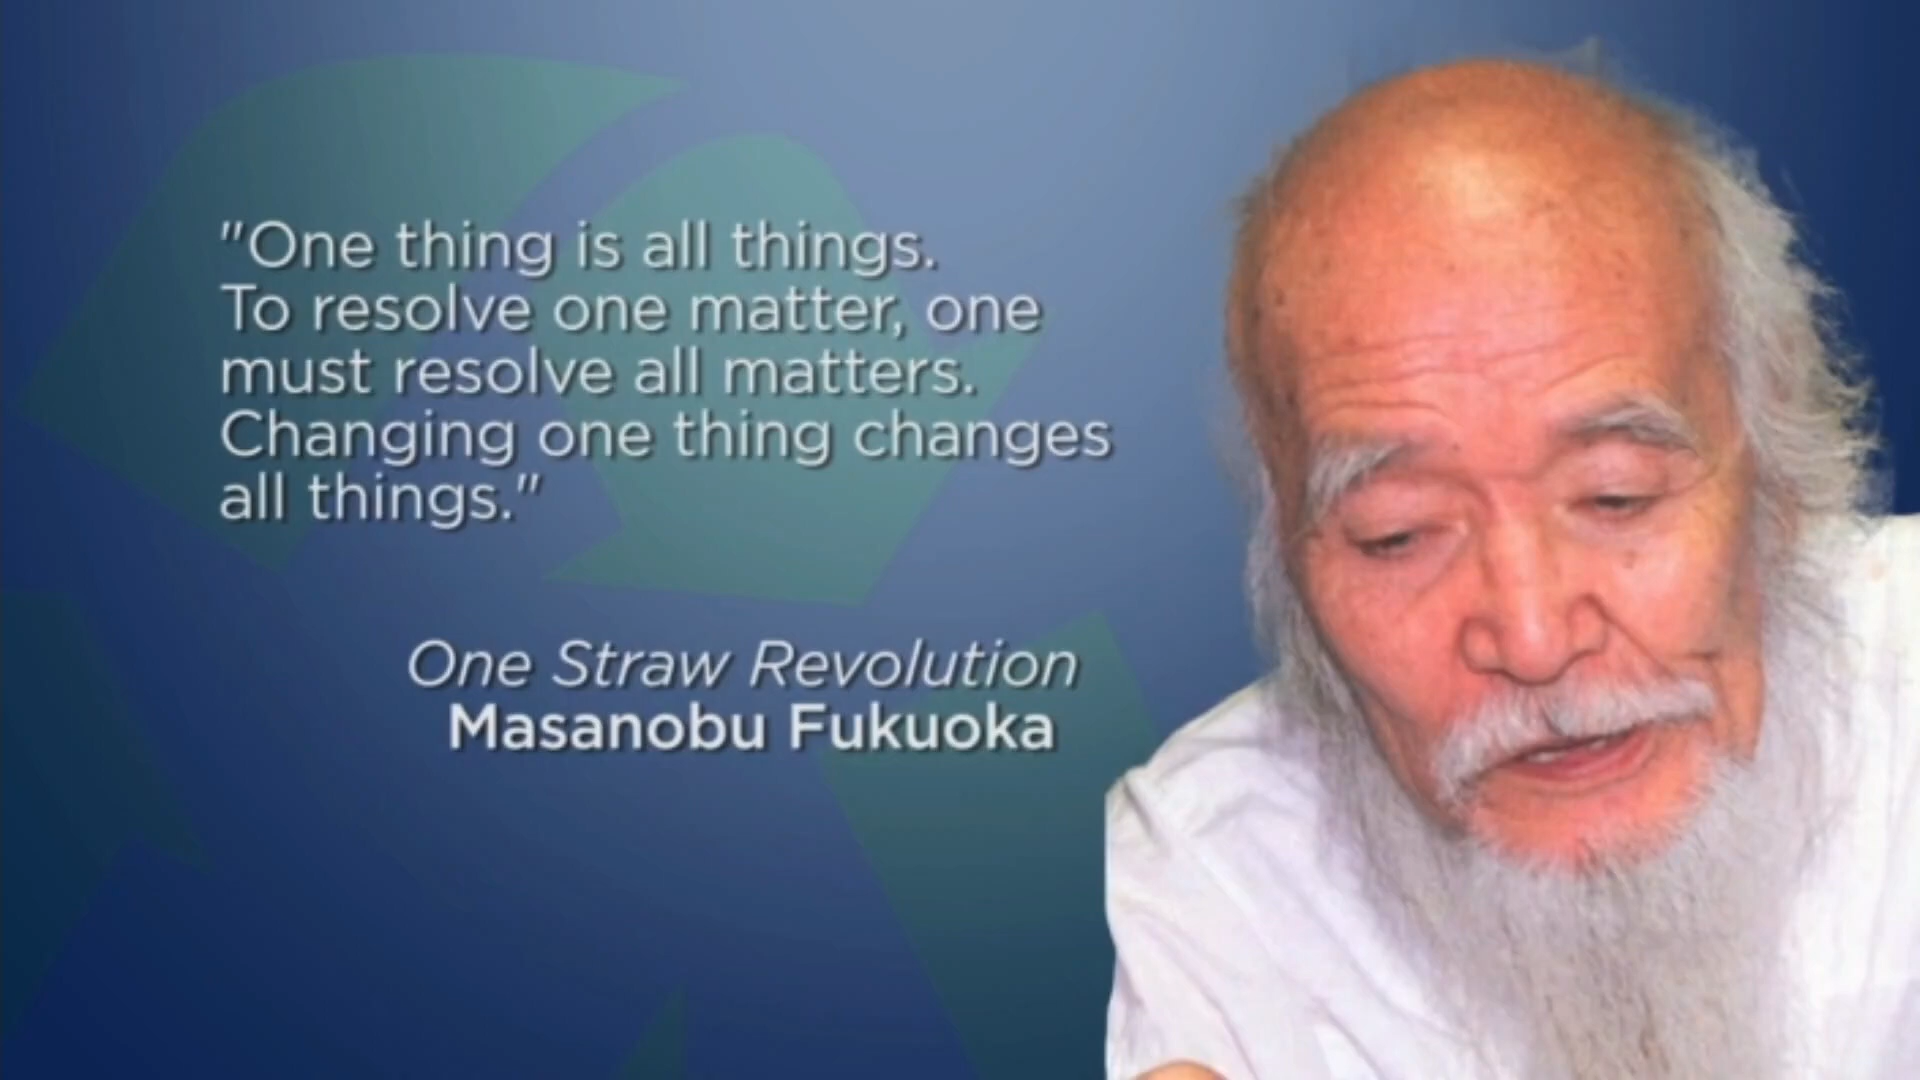 "One thing is all things.
To resolve one matter, one
must resolve all matters.
Changing one thing changes
all things."
One Straw Revolution
Masanobu Fukuoka